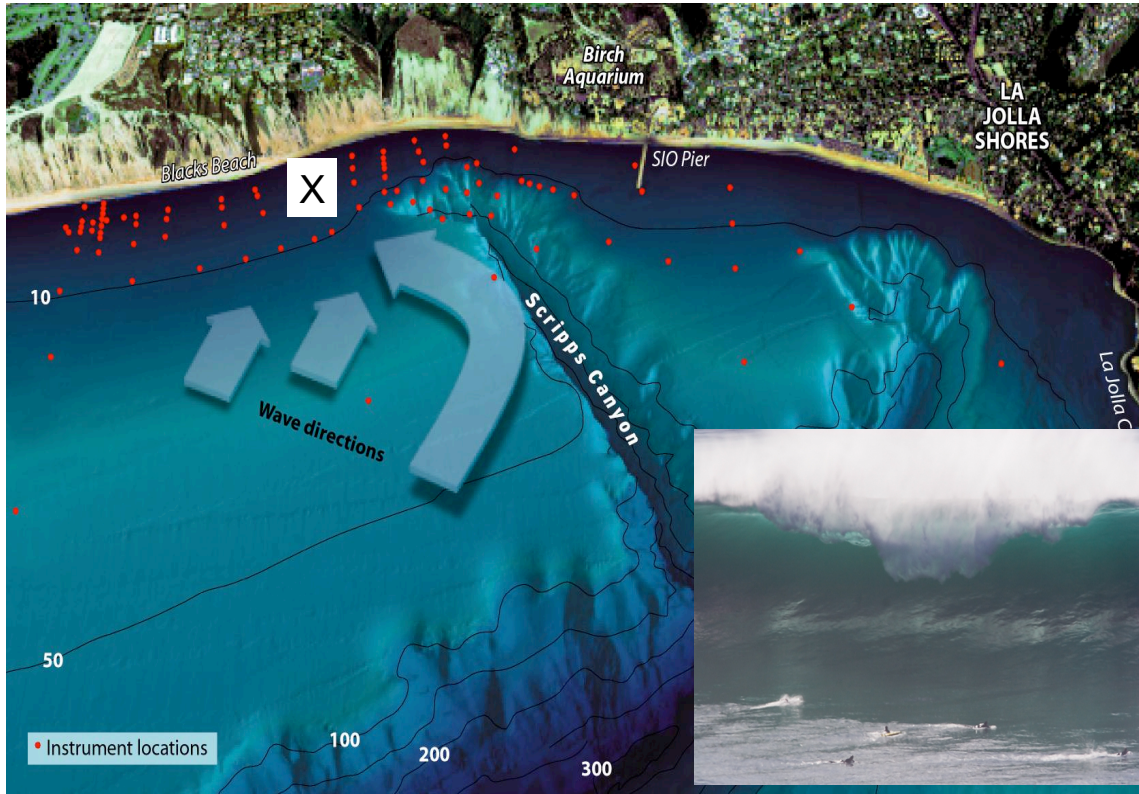 Birch
Aquarium
LA
JOLLA
SHORES
Blacks Beach
X
SIO Pier
10
Scripps Canyon
Wave directions
La Jolla C
50
100
200
300
Instrument locations